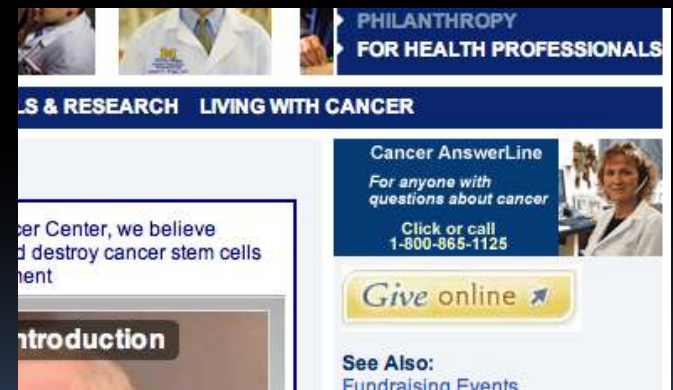 PHILANTHROPY
FOR HEALTH PROFESSIONALS
LS & RESEARCH LIVING WITH CANCER
Cancer AnswerLine
For anyone with
questions about cancer
Click or call
1-800-865-1125
cer Center, we believe
d destroy cancer stem cells
nent
Give online
ntroduction
See Also:
Fundraising Events